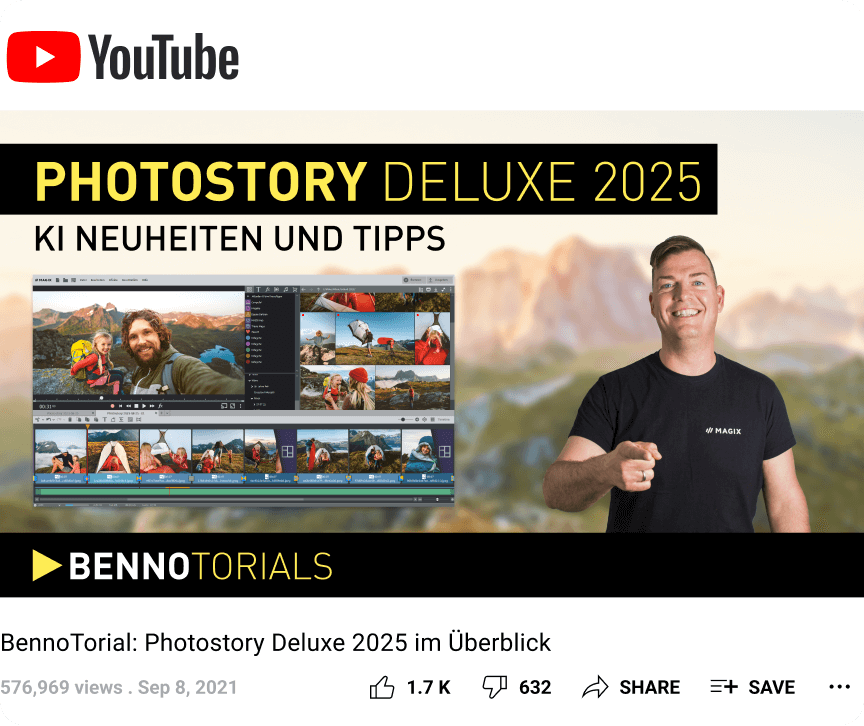 YouTube
PHOTOSTORY DELUXE 2025
KI NEUHEITEN UND TIPPS
MAGIX
MAGIX
BENNOTORIALS
BennoTorial: Photostory Deluxe 2025 im Überblick
576,969 views . Sep 8, 2021 1.7 K 632 SHARE SAVE